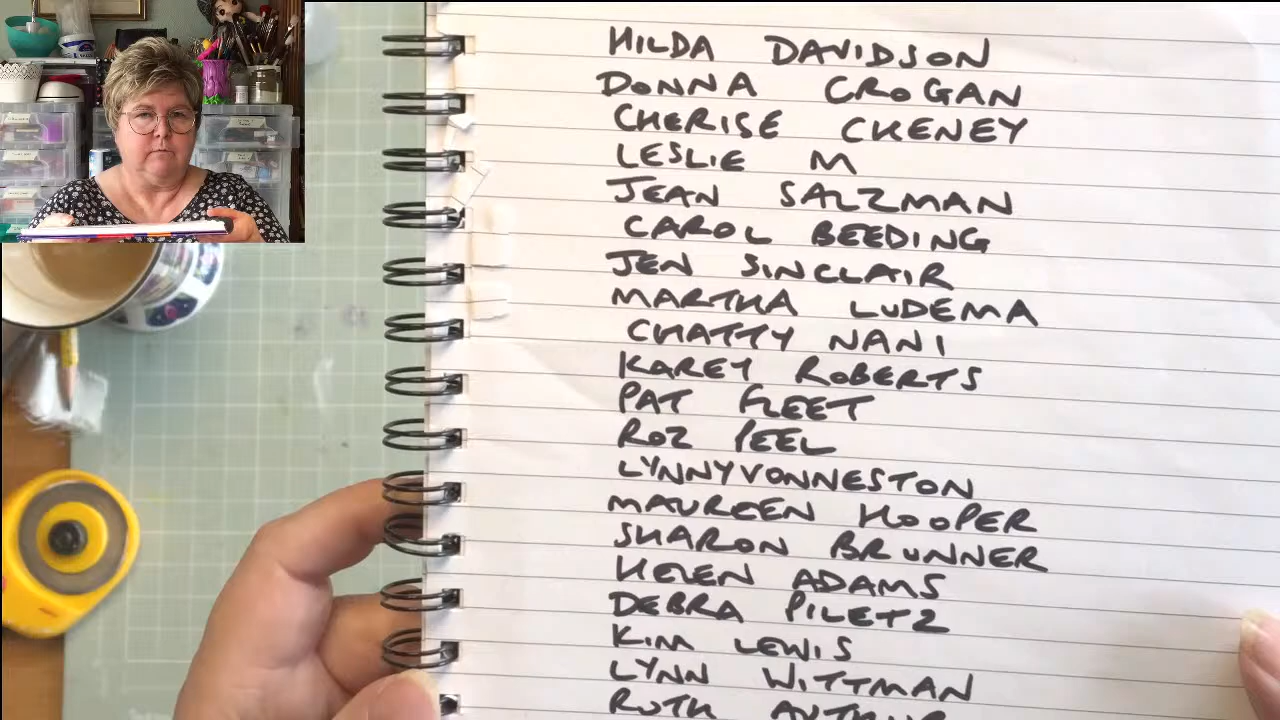 HILDA DAVIDSON
DONNA CROGAN
CHERISE CHENEY
LESLIE M
JEAN SALZMAN
CAROL BEEDING
JEN SINCLAIR
MARTHA LUDEMA
CHATTY NANI
KAREY ROBERTS
PAT FLEET
ROZ PEEL
LYNNYVONNESTON
MAUREEN HOOPER
SHARON BRUNNER
HELEN ADAMS
DEBRA PILETZ
KIM LEWIS
LYNN WITTMAN
RUTH